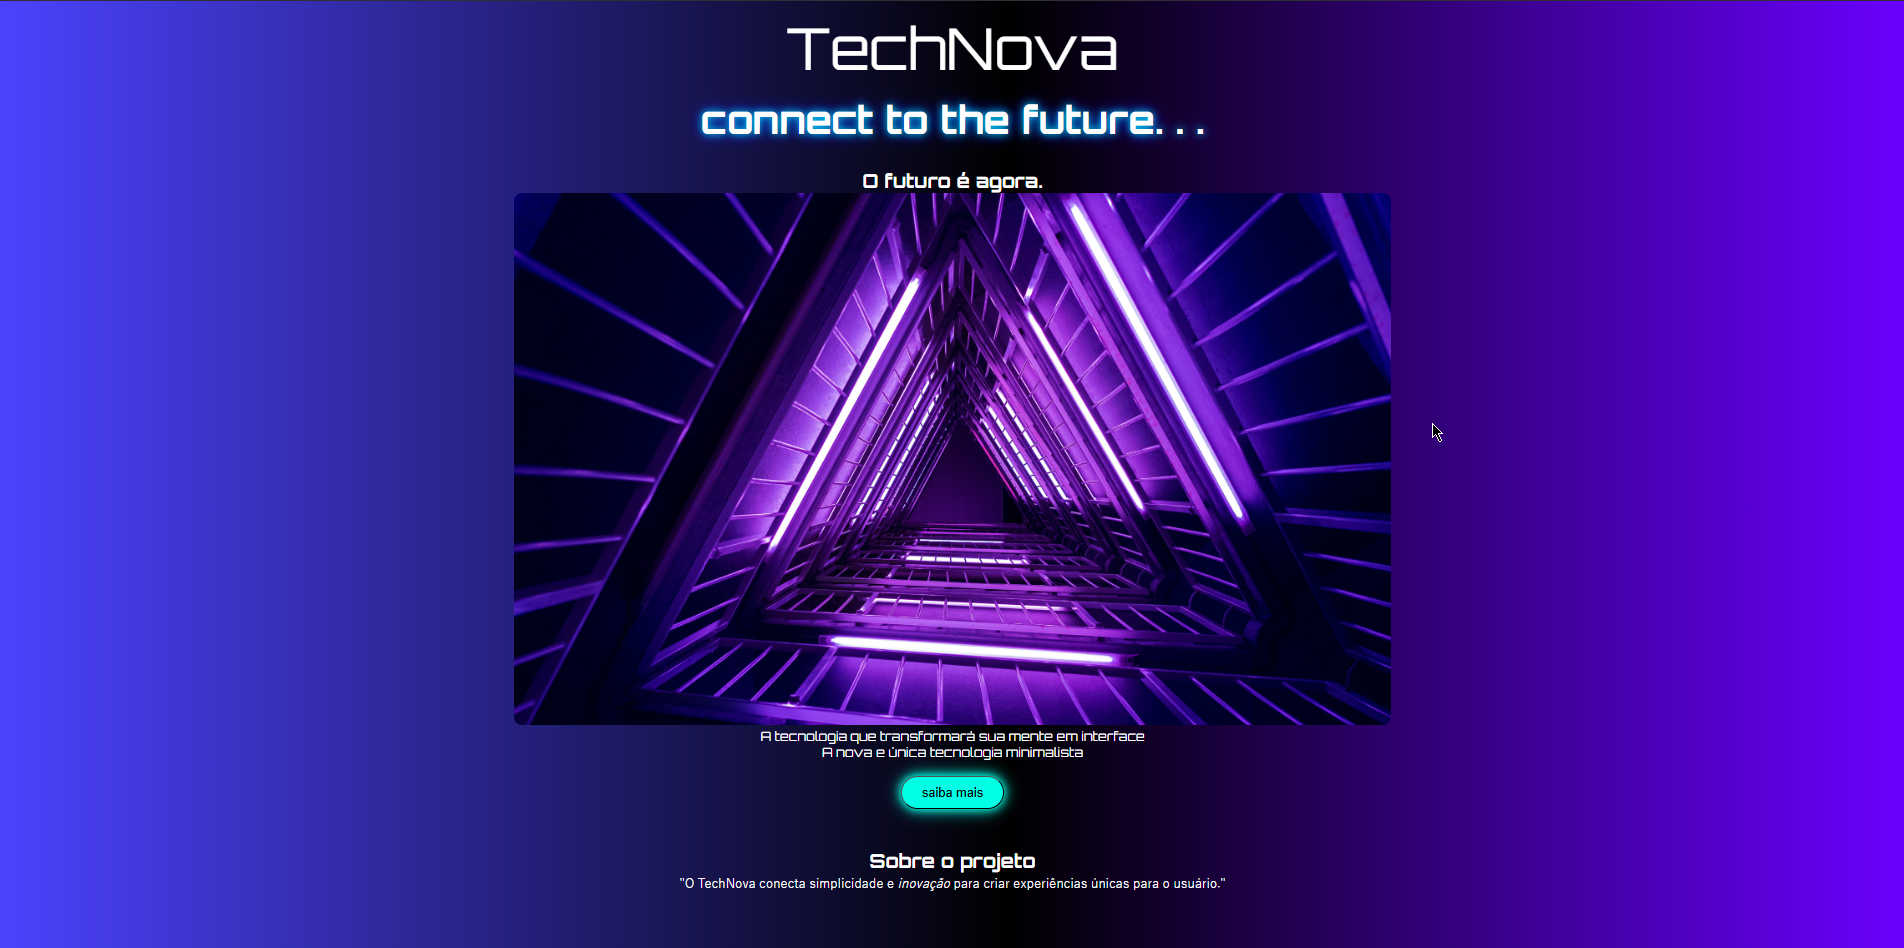 TechNova
connect to the future. . .
O futuro é agora.
A tecnologia que transformará sua mente em interface
A nova e única tecnologia minimalista
saiba mais
Sobre o projeto
"O TechNova conecta simplicidade e inovação para criar experiências únicas para o usuário."